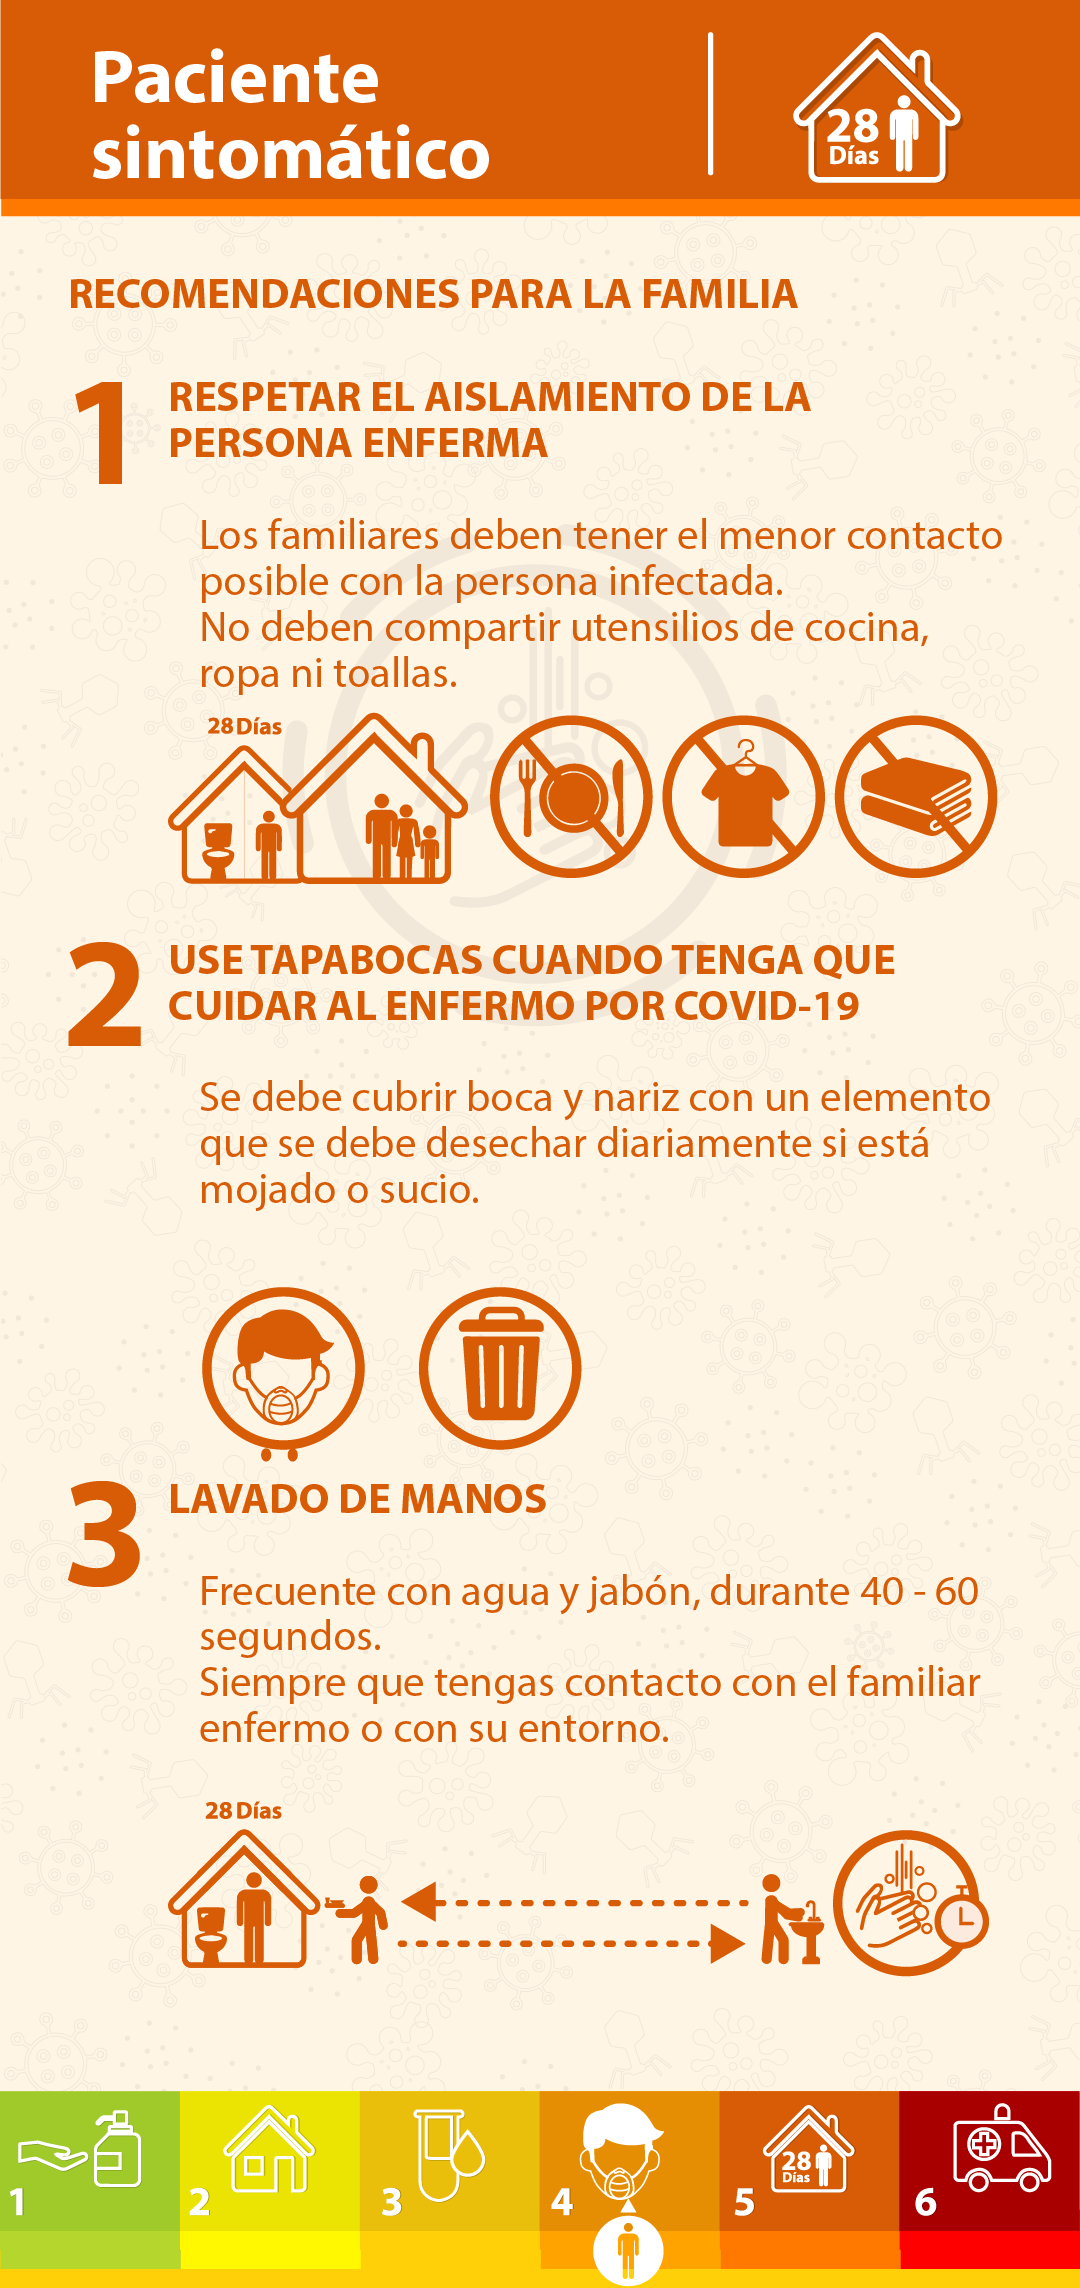 Paciente
sintomático
28
Días
RECOMENDACIONES PARA LA FAMILIA
1
RESPETAR EL AISLAMIENTO DE LA
PERSONA ENFERMA
Los familiares deben tener el menor contacto
posible con la persona infectada.
No deben compartir utensilios de cocina,
ropa ni toallas.
28 Días
2
USE TAPABOCAS CUANDO TENGA QUE
CUIDAR AL ENFERMO POR COVID-19
Se debe cubrir boca y nariz con un elemento
que se debe desechar diariamente si está
mojado o sucio.
3
LAVADO DE MANOS
Frecuente con agua y jabón, durante 40 - 60
segundos.
Siempre que tengas contacto con el familiar
enfermo o con su entorno.
28 Días
1
2
3
4
5
28
Días
6